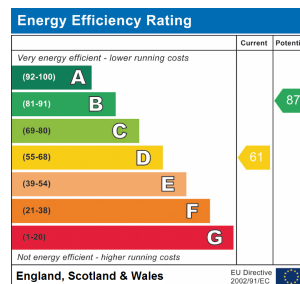 Energy Efficiency Rating
Current Potenti
Very energy efficient - lower running costs
(92-100) A
(81-91) B 87
(69-80) C
(55-68) D 61
(39-54) E
(21-38) F
(1-20) G
Not energy efficient - higher running costs
England, Scotland & Wales
EU Directive
2002/91/EC